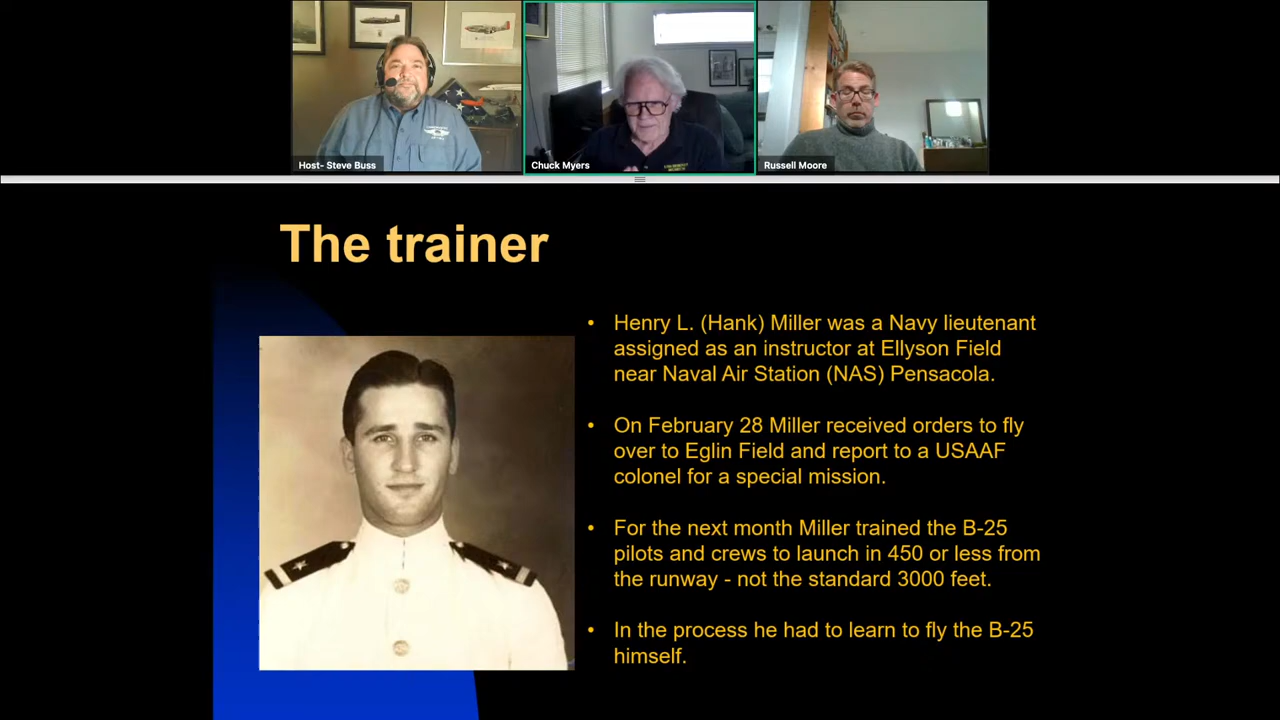 Host- Steve Buss
Chuck Myers
Russell Moore
The trainer
• Henry L. (Hank) Miller was a Navy lieutenant
assigned as an instructor at Ellyson Field
near Naval Air Station (NAS) Pensacola.
• On February 28 Miller received orders to fly
over to Eglin Field and report to a USAAF
colonel for a special mission.
• For the next month Miller trained the B-25
pilots and crews to launch in 450 or less from
the runway - not the standard 3000 feet.
• In the process he had to learn to fly the B-25
himself.